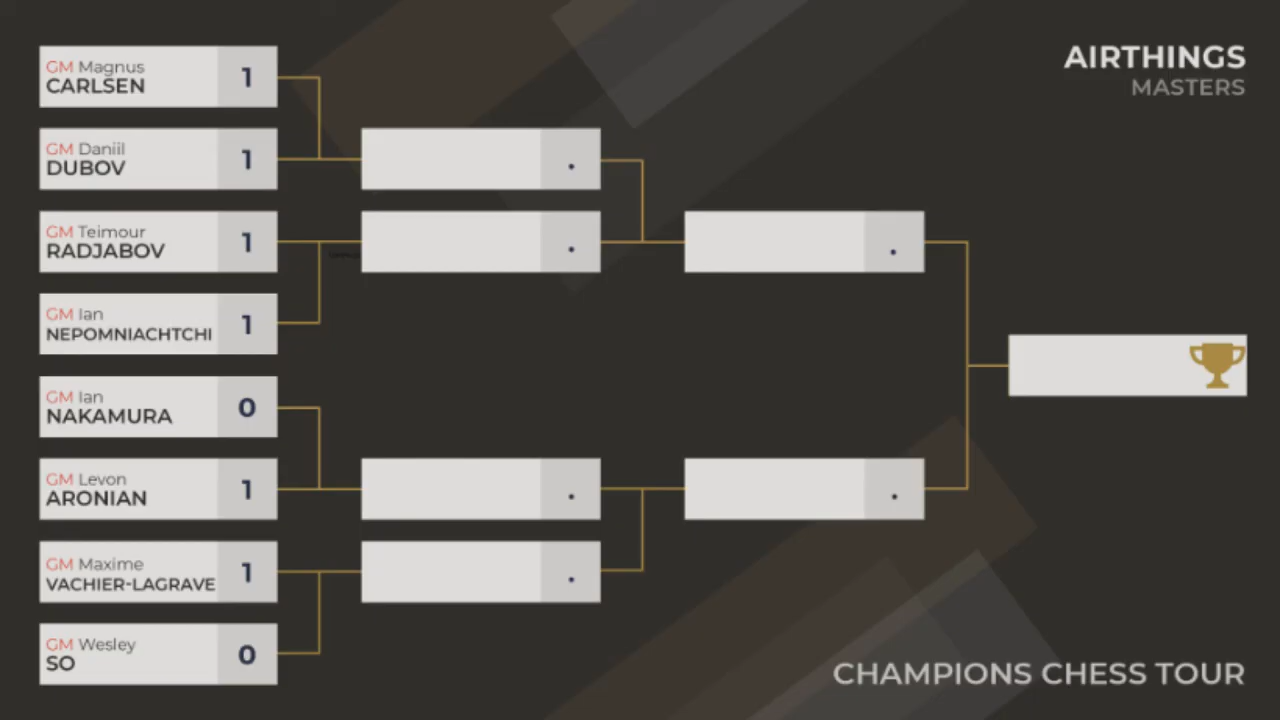 GM Magnus
CARLSEN
1
GM Daniil
DUBOV
1
GM Teimour
RADJABOV
1
GM Ian
NEPOMNIACHTCHI
1
GM Ian
NAKAMURA
0
GM Levon
ARONIAN
1
GM Maxime
VACHIER-LAGRAVE
1
GM Wesley
SO
0
.
.
.
.
.
.
AIRTHINGS
MASTERS
CHAMPIONS CHESS TOUR